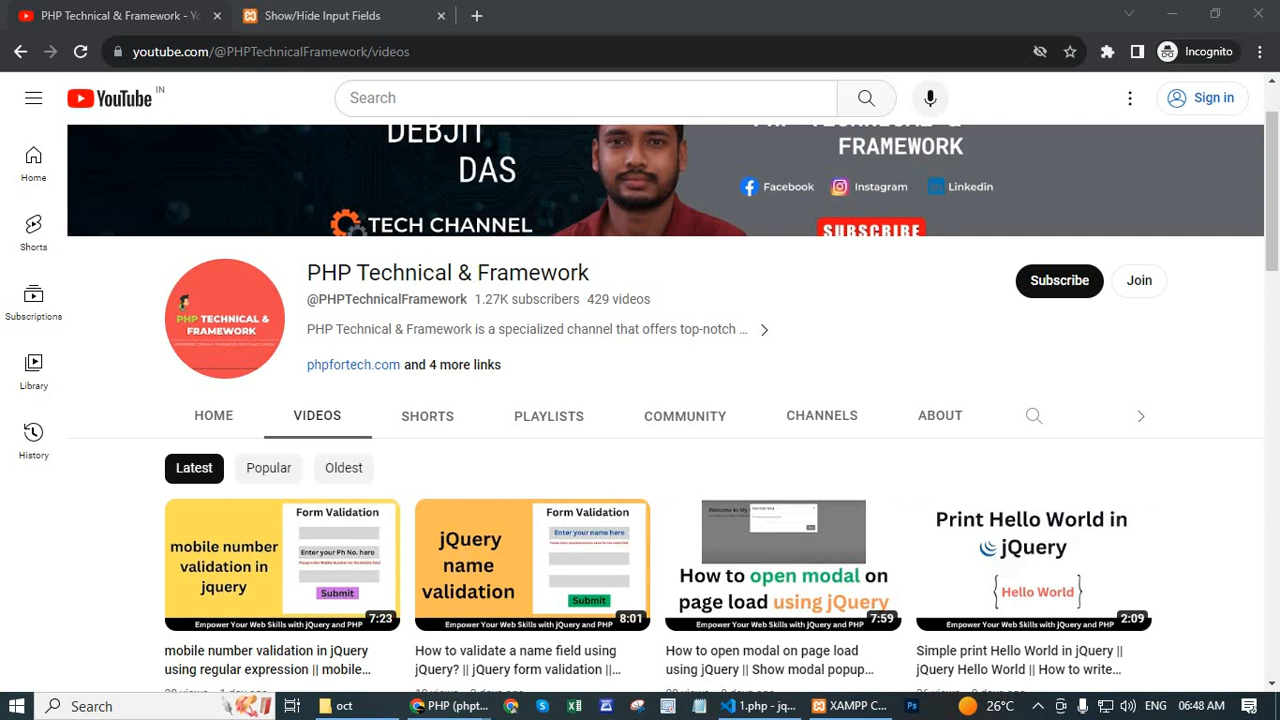 PHP Technical & Framework - Yo
Show/Hide Input Fields
youtube.com/@PHPTechnicalFramework/videos
Incognito
YouTube IN
Search
Sign in
Home
Shorts
Subscriptions
Library
History
DEBJIT
DAS
TECH CHANNEL
FRAMEWORK
Facebook Instagram Linkedin
SUBSCRIBE
PHP TECHNICAL &
FRAMEWORK
PHP Technical & Framework
@PHPTechnicalFramework 1.27K subscribers 429 videos
PHP Technical & Framework is a specialized channel that offers top-notch ...
phpfortech.com and 4 more links
Subscribe
Join
HOME VIDEOS SHORTS PLAYLISTS COMMUNITY CHANNELS ABOUT
Latest Popular Oldest
mobile number
validation in
jquery
Form Validation
Enter your Ph No. here
Submit
7:23
Empower Your Web Skills with jQuery and PHP
mobile number validation in jQuery
using regular expression || mobile...
jQuery
name
validation
Form Validation
Enter your name here
Submit
8:01
Empower Your Web Skills with jQuery and PHP
How to validate a name field using
jQuery? || jQuery form validation ||...
Welcome to My
How to open modal on
page load using jQuery
7:59
Empower Your Web Skills with jQuery and PHP
How to open modal on page load
using jQuery || Show modal popup...
Print Hello World in
jQuery
Hello World
2:09
Empower Your Web Skills with jQuery and PHP
Simple print Hello World in jQuery ||
jQuery Hello World || How to write...
Search
oct
PHP (phpt...
1.php - jq...
XAMPP C...
Ps
26°C
ENG
06:48 AM